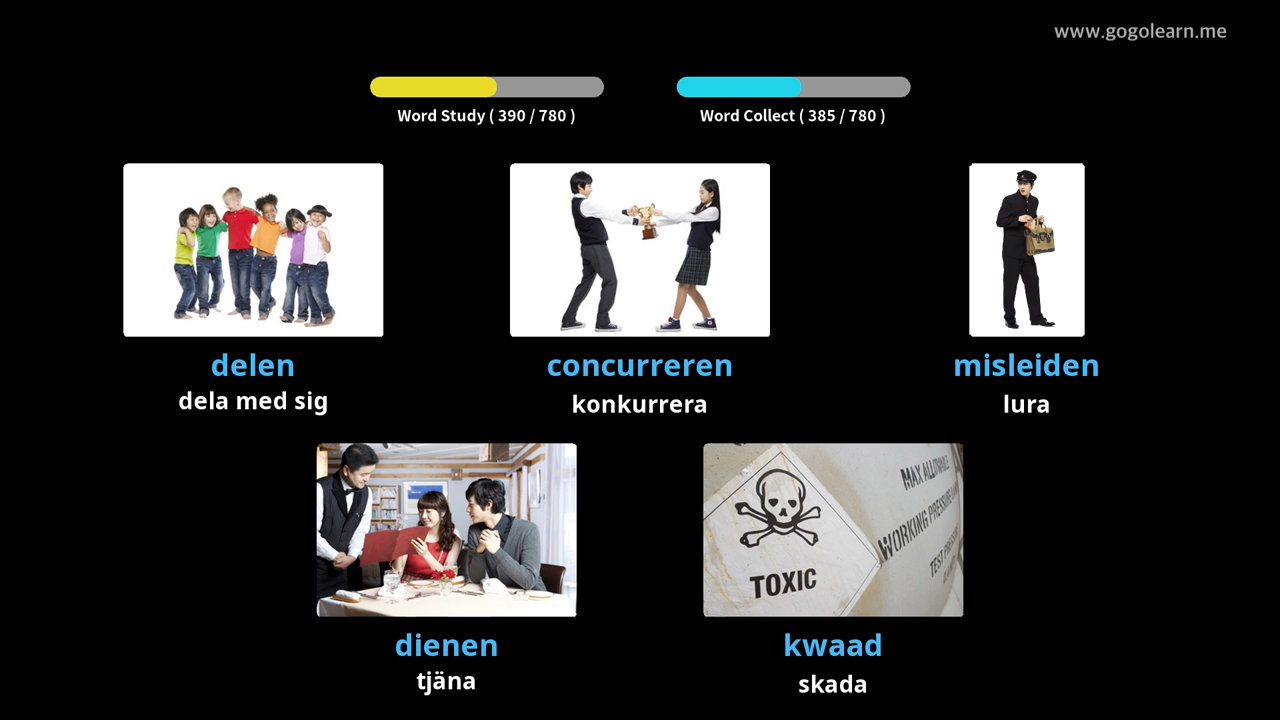 www.gogolearn.me
Word Study ( 390 / 780 )
Word Collect ( 385 / 780 )
delen
dela med sig
concurreren
konkurrera
misleiden
lura
MAX ALLOWABLE
WORKING PRESSURE
TEST
TOXIC
dienen
tjäna
kwaad
skada